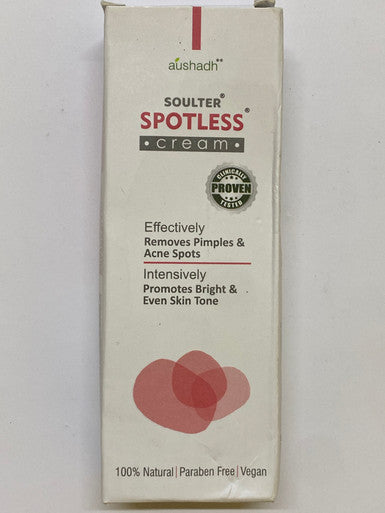 aushadh
SOULTER®
SPOTLESS®
• cream •
CLINICALLY
PROVEN
TESTED
Effectively
Removes Pimples &
Acne Spots
Intensively
Promotes Bright &
Even Skin Tone
100% Natural | Paraben Free | Vegan